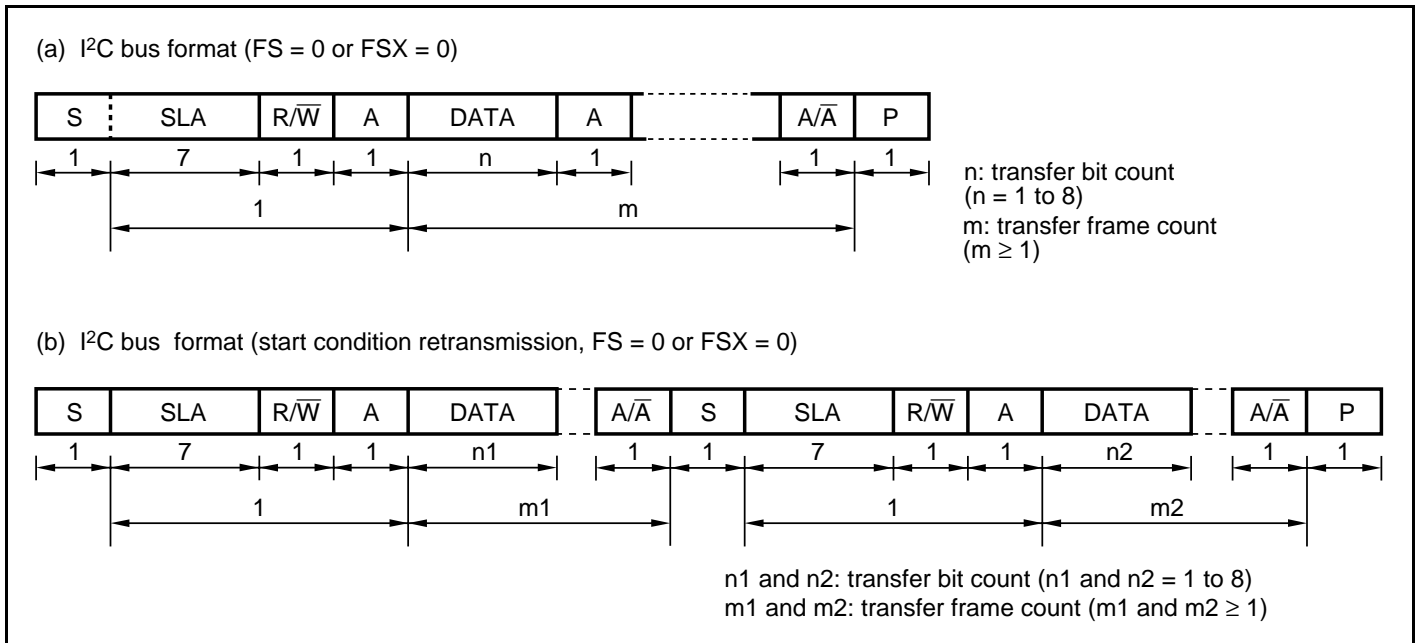 (a) I²C bus format (FS = 0 or FSX = 0)
S SLA R/W̅ A DATA A A/A̅ P
1 7 1 1 n 1 1 1
1 m
n: transfer bit count
(n = 1 to 8)
m: transfer frame count
(m ≥ 1)
(b) I²C bus format (start condition retransmission, FS = 0 or FSX = 0)
S SLA R/W̅ A DATA A/A̅ S SLA R/W̅ A DATA A/A̅ P
1 7 1 1 n1 1 1 7 1 1 n2 1 1
1 m1 1 m2
n1 and n2: transfer bit count (n1 and n2 = 1 to 8)
m1 and m2: transfer frame count (m1 and m2 ≥ 1)